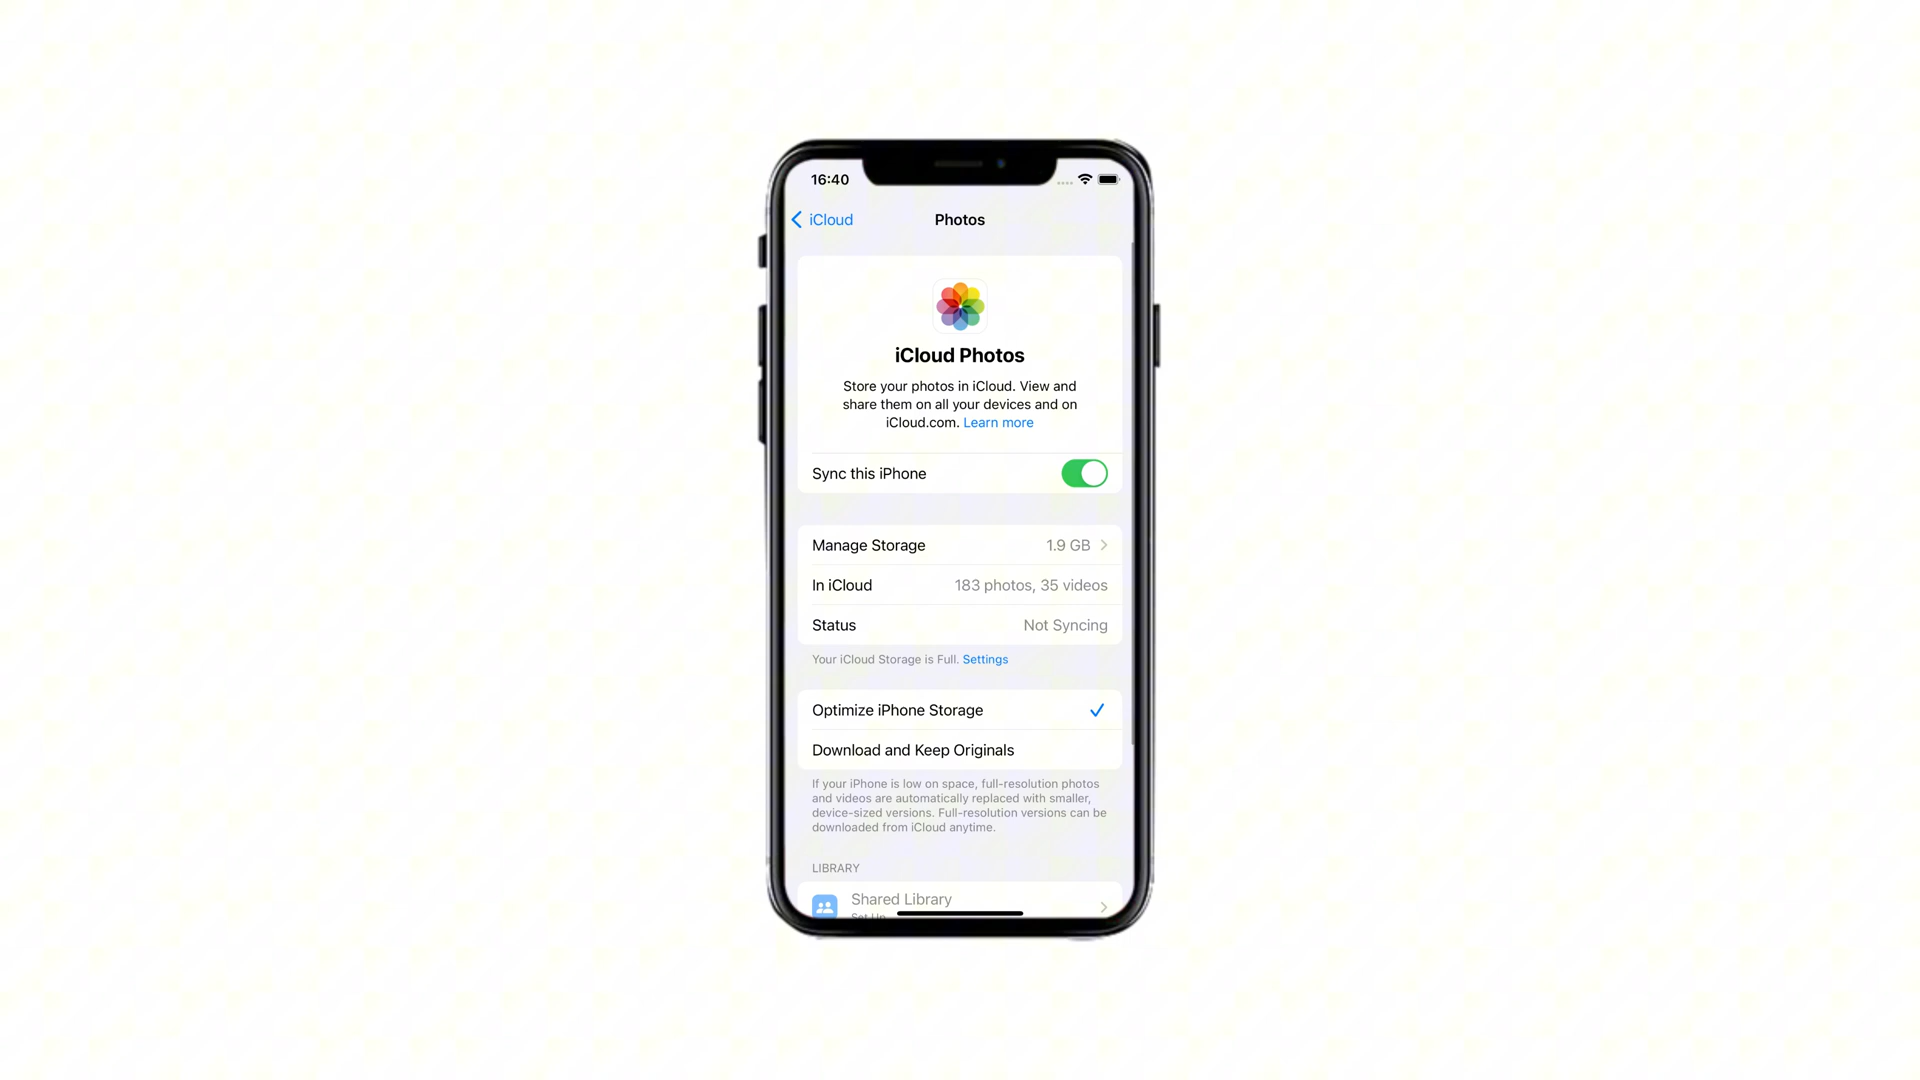 16:40
iCloud
Photos
iCloud Photos
Store your photos in iCloud. View and
share them on all your devices and on
iCloud.com. Learn more
Sync this iPhone
Manage Storage 1.9 GB
In iCloud 183 photos, 35 videos
Status Not Syncing
Your iCloud Storage is Full. Settings
Optimize iPhone Storage
Download and Keep Originals
If your iPhone is low on space, full-resolution photos
and videos are automatically replaced with smaller,
device-sized versions. Full-resolution versions can be
downloaded from iCloud anytime.
LIBRARY
Shared Library
Set Up